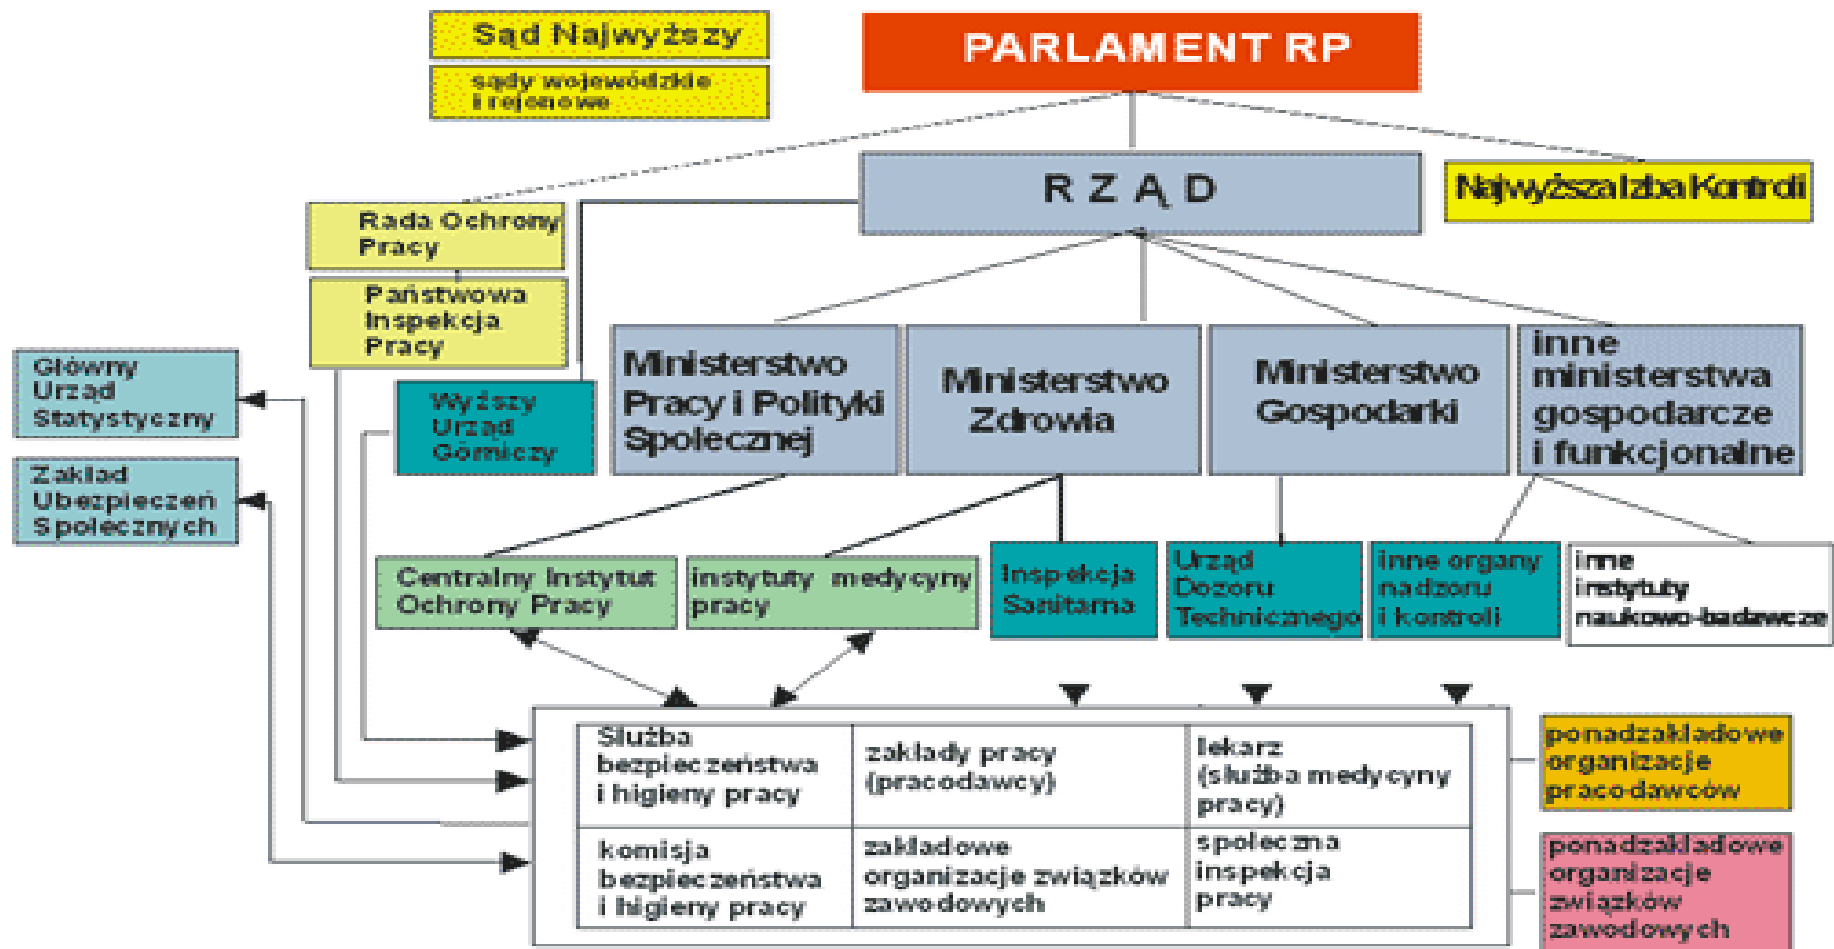 Sąd Najwyższy
sądy wojewódzkie
i rejonowe
PARLAMENT RP
R Z Ą D
Najwyższa Izba Kontroli
Rada Ochrony
Pracy
Państwowa
Inspekcja
Pracy
Główny
Urząd
Statystyczny
Zakład
Ubezpieczeń
Społecznych
Wyższy
Urząd
Górniczy
Ministerstwo
Pracy i Polityki
Społecznej
Ministerstwo
Zdrowia
Ministerstwo
Gospodarki
inne
ministerstwa
gospodarcze
i funkcjonalne
Centralny Instytut
Ochrony Pracy
instytuty medycyny
pracy
Inspekcja
Sanitarna
Urząd
Dozoru
Technicznego
inne organy
nadzoru
i kontroli
inne
instytuty
naukowo-badawcze
Służba
bezpieczeństwa
i higieny pracy
zakłady pracy
(pracodawcy)
lekarz
(służba medycyny
pracy)
komisja
bezpieczeństwa
i higieny pracy
zakładowe
organizacje związków
zawodowych
społeczna
inspekcja
pracy
ponadzakładowe
organizacje
pracodawców
ponadzakładowe
organizacje
związków
zawodowych